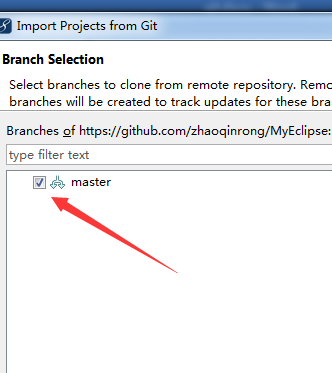 Import Projects from Git
Branch Selection
Select branches to clone from remote repository. Remo
branches will be created to track updates for these bra
Branches of https://github.com/zhaoqinrong/MyEclipse:
type filter text
master